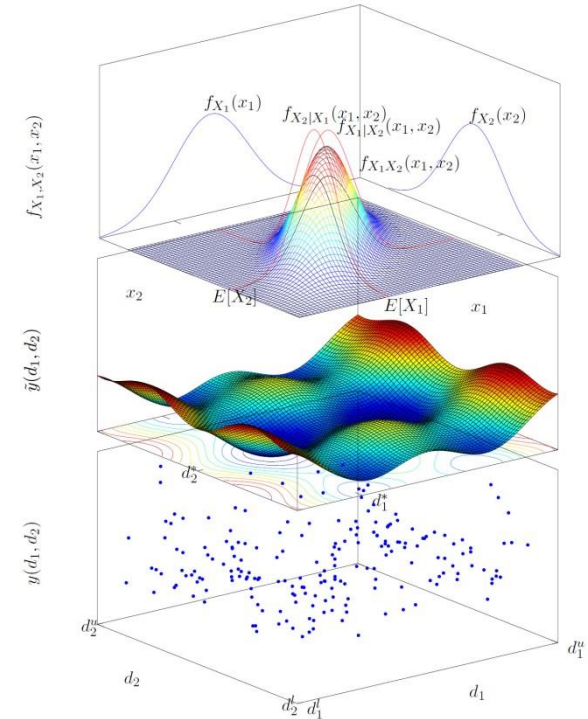 f_{X_1}(x_1)
f_{X_2|X_1}(x_1, x_2)
f_{X_1|X_2}(x_1, x_2)
f_{X_2}(x_2)
f_{X_1X_2}(x_1, x_2)
f_{X_1,X_2}(x_1, x_2)
x_2
E[X_2]
E[X_1]
x_1
ỹ(d_1, d_2)
d_2^*
d_1^*
y(d_1, d_2)
d_2^u
d_2
d_2^l
d_1^l
d_1
d_1^u